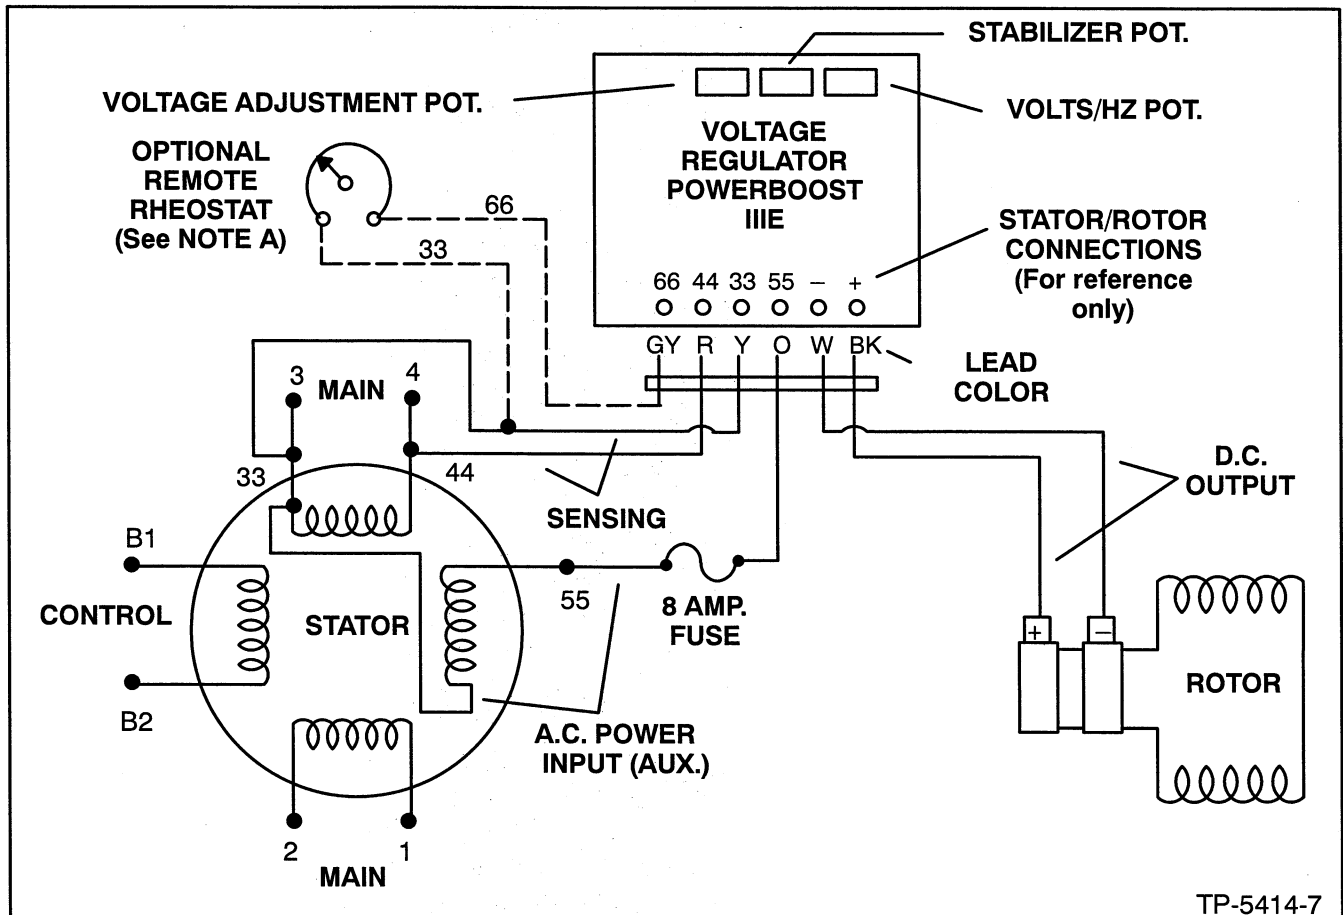 STABILIZER POT.
VOLTAGE ADJUSTMENT POT.
VOLTS/HZ POT.
VOLTAGE
REGULATOR
POWERBOOST
IIIE
OPTIONAL
REMOTE
RHEOSTAT
(See NOTE A)
66
33
STATOR/ROTOR
CONNECTIONS
(For reference
only)
66 44 33 55 – +
GY R Y O W BK
LEAD
COLOR
3 MAIN 4
33
44
SENSING
D.C.
OUTPUT
B1
CONTROL
B2
STATOR
55
8 AMP.
FUSE
+ –
ROTOR
A.C. POWER
INPUT (AUX.)
2 1
MAIN
TP-5414-7